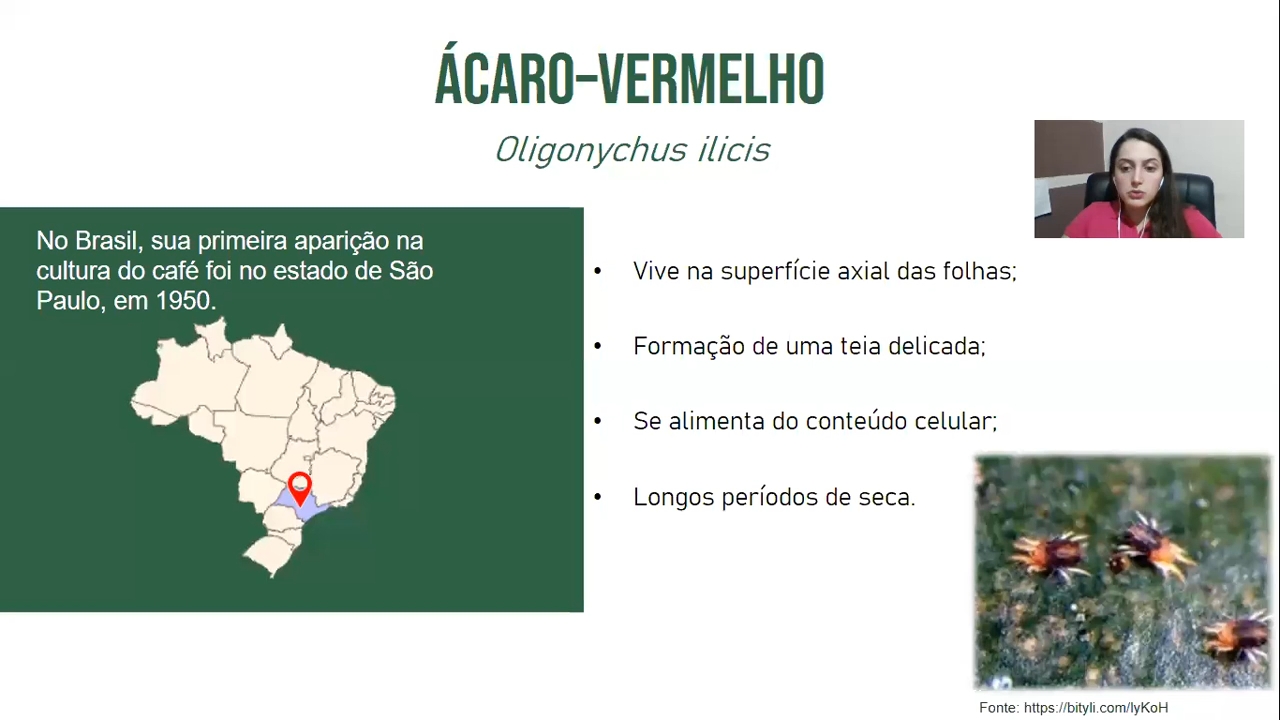 ÁCARO-VERMELHO
Oligonychus ilicis
No Brasil, sua primeira aparição na
cultura do café foi no estado de São
Paulo, em 1950.
• Vive na superfície axial das folhas;
• Formação de uma teia delicada;
• Se alimenta do conteúdo celular;
• Longos períodos de seca.
Fonte: https://bityli.com/IyKoH